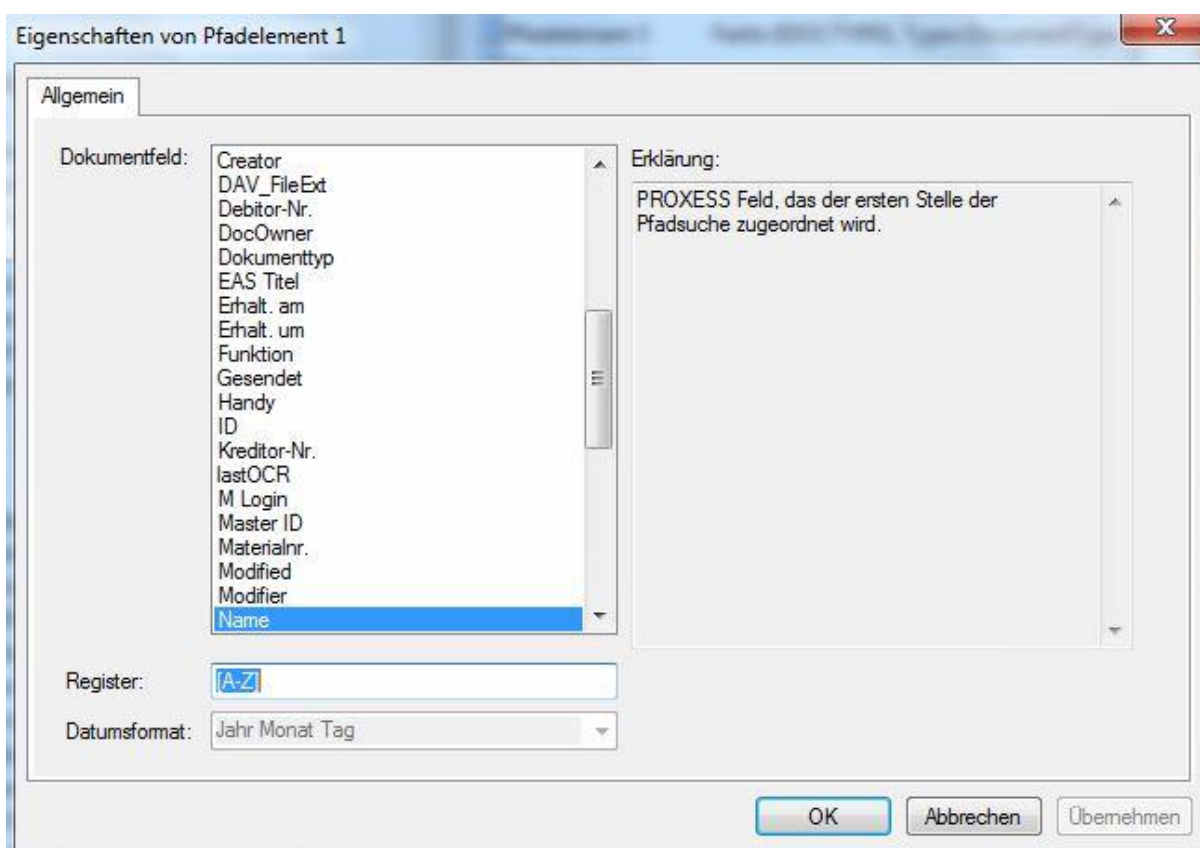 Eigenschaften von Pfadelement 1
X
Allgemein
Dokumentfeld:
Creator
DAV_FileExt
Debitor-Nr.
DocOwner
Dokumenttyp
EAS Titel
Erhalt. am
Erhalt. um
Funktion
Gesendet
Handy
ID
Kreditor-Nr.
lastOCR
M Login
Master ID
Materialnr.
Modified
Modifier
Name
Erklärung:
PROXESS Feld, das der ersten Stelle der
Pfadsuche zugeordnet wird.
Register:
[A-Z]
Datumsformat:
Jahr Monat Tag
OK
Abbrechen
Übernehmen